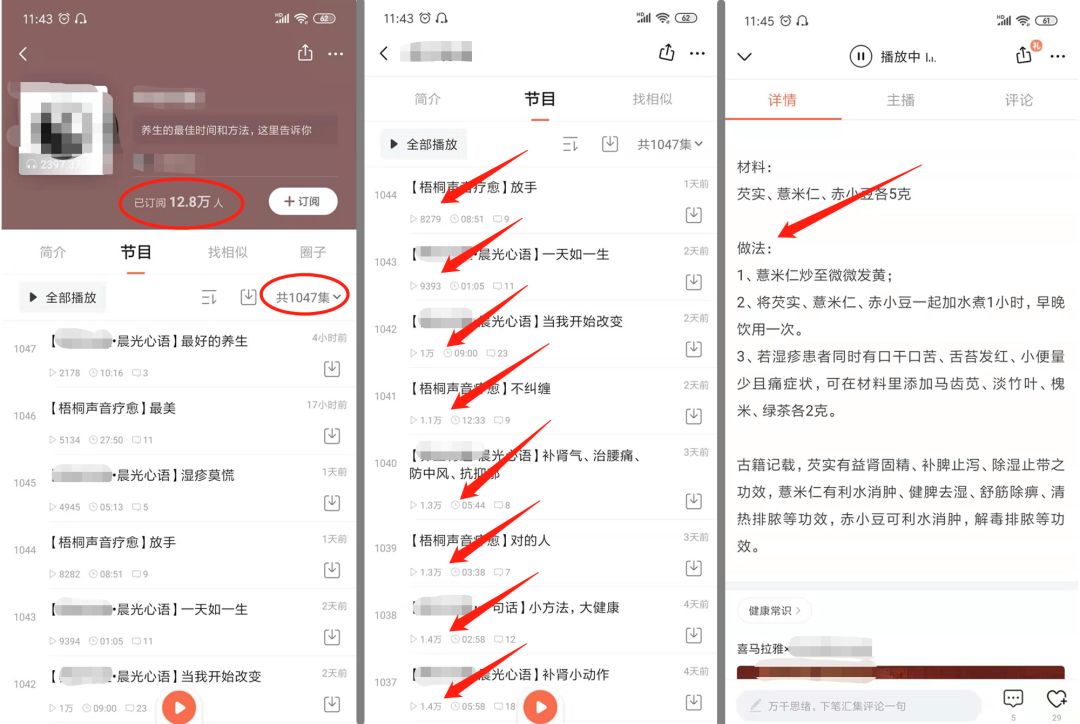 11:43
62
养生的最佳时间和方法，这里告诉你
2397.3万
已订阅 12.8万 人
+ 订阅
简介
节目
找相似
圈子
全部播放
共1047集
1047
•晨光心语】最好的养生
4小时前
2178
10:16
3
1046
【梧桐声音疗愈】最美
17小时前
5134
27:50
11
1045
•晨光心语】湿疹莫慌
1天前
4945
05:13
5
1044
【梧桐声音疗愈】放手
1天前
8282
08:51
9
1043
•晨光心语】一天如一生
2天前
9394
01:05
11
1042
•晨光心语】当我开始改变
2天前
1万
09:00
23
11:43
62
简介
节目
找相似
全部播放
共1047集
1044
【梧桐声音疗愈】放手
1天前
8279
08:51
9
1043
•晨光心语】一天如一生
2天前
9393
01:05
11
1042
•晨光心语】当我开始改变
2天前
1万
09:00
23
1041
【梧桐声音疗愈】不纠缠
2天前
1.1万
12:33
9
1040
晨光心语】补肾气、治腰痛、
防中风、抗抑郁
3天前
1.3万
05:44
8
1039
【梧桐声音疗愈】对的人
3天前
1.3万
03:38
7
1038
句话】小方法，大健康
4天前
1.4万
02:58
12
1037
晨光心语】补肾小动作
4天前
1.4万
05:58
18
11:45
61
播放中
礼
详情
主播
评论
材料：
芡实、薏米仁、赤小豆各5克
做法：
1、薏米仁炒至微微发黄；
2、将芡实、薏米仁、赤小豆一起加水煮1小时，早晚
饮用一次。
3、若湿疹患者同时有口干口苦、舌苔发红、小便量
少且痛症状，可在材料里添加马齿苋、淡竹叶、槐
米、绿茶各2克。
古籍记载，芡实有益肾固精、补脾止泻、除湿止带之
功效，薏米仁有利水消肿、健脾去湿、舒筋除痹、清
热排脓等功效，赤小豆可利水消肿，解毒排脓等功
效。
健康常识
喜马拉雅×
万千思绪，下笔汇集评论一句
5
29